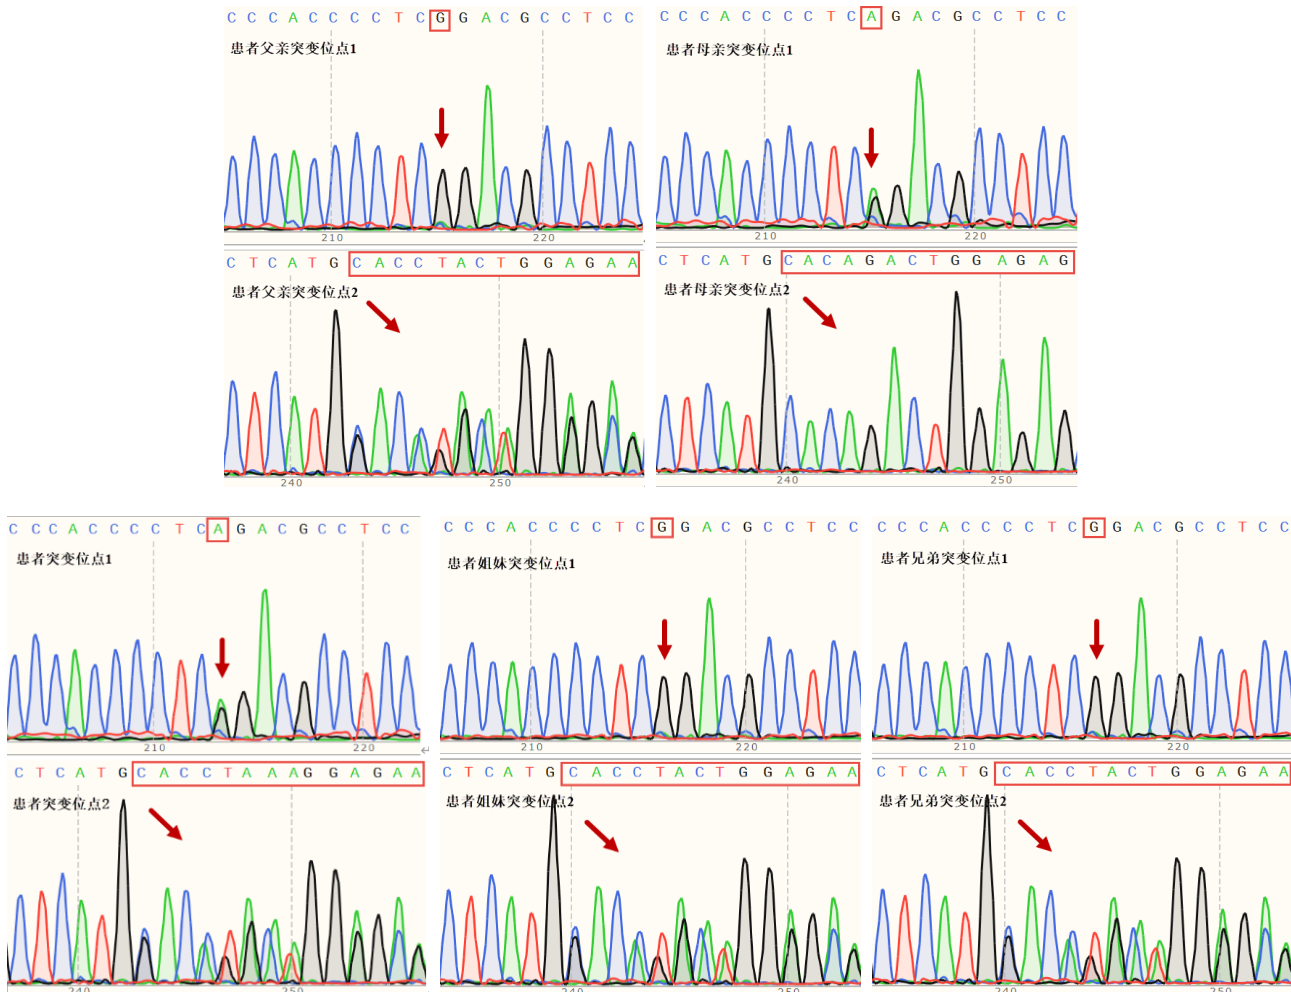 C C C A C C C C T C G G A C G C C T C C
患者父亲突变位点1
210 220
C T C A T G C A C C T A C T G G A G A A
患者父亲突变位点2
240 250
C C C A C C C C T C A G A C G C C T C C
患者母亲突变位点1
210 220
C T C A T G C A C A G A C T G G A G A G
患者母亲突变位点2
240 250
C C C A C C C C T C A G A C G C C T C C
患者突变位点1
210 220
C T C A T G C A C C T A A A G G A G A A
患者突变位点2
240 250
C C C A C C C C T C G G A C G C C T C C
患者姐妹突变位点1
210 220
C T C A T G C A C C T A C T G G A G A A
患者姐妹突变位点2
240 250
C C C A C C C C T C G G A C G C C T C C
患者兄弟突变位点1
210 220
C T C A T G C A C C T A C T G G A G A A
患者兄弟突变位点2
240 250